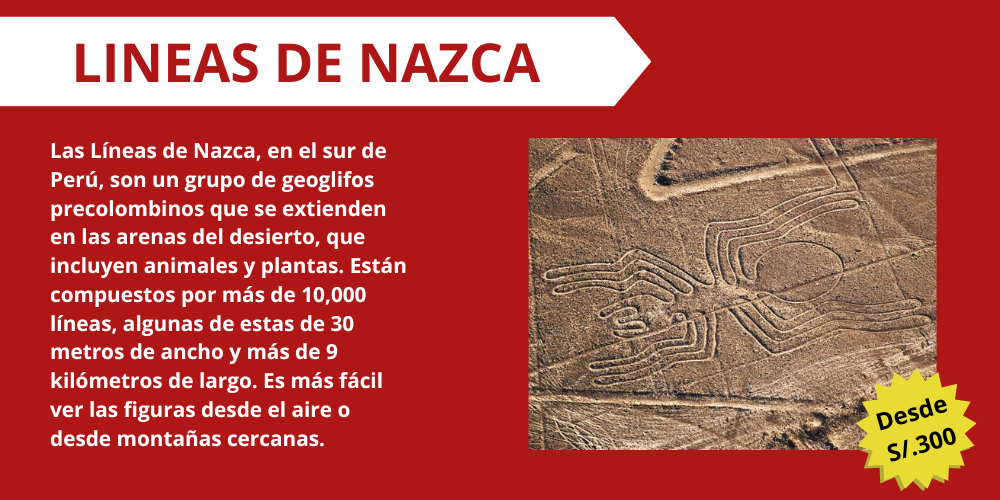 LINEAS DE NAZCA
Las Líneas de Nazca, en el sur de
Perú, son un grupo de geoglifos
precolombinos que se extienden
en las arenas del desierto, que
incluyen animales y plantas. Están
compuestos por más de 10,000
líneas, algunas de estas de 30
metros de ancho y más de 9
kilómetros de largo. Es más fácil
ver las figuras desde el aire o
desde montañas cercanas.
Desde
S/.300